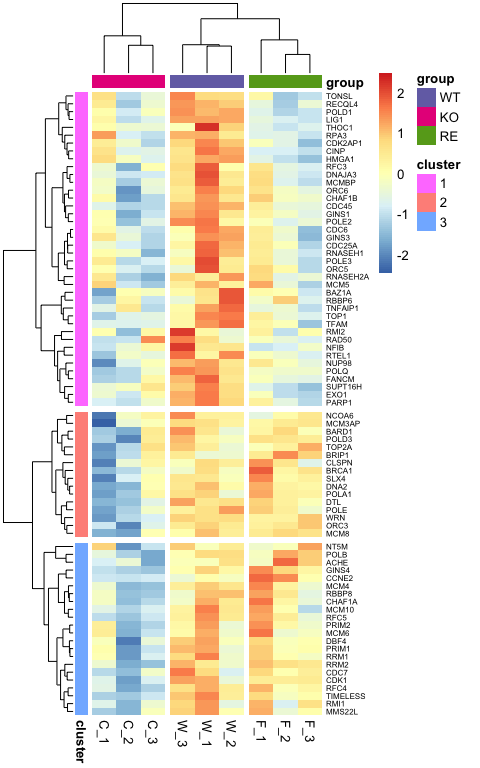 group
TONSL
RECQL4
POLD1
LIG1
THOC1
RPA3
CDK2AP1
CINP
HMGA1
RFC3
DNAJA3
MCMBP
ORC6
CHAF1B
CDC45
GINS1
POLE2
CDC6
GINS3
CDC25A
RNASEH1
POLE3
ORC5
RNASEH2A
MCM5
BAZ1A
RBBP6
TNFAIP1
TOP1
TFAM
RMI2
RAD50
NFIB
RTEL1
NUP98
POLQ
FANCM
SUPT16H
EXO1
PARP1
NCOA6
MCM3AP
BARD1
POLD3
TOP2A
BRIP1
CLSPN
BRCA1
SLX4
DNA2
POLA1
DTL
POLE
WRN
ORC3
MCM8
NT5M
POLB
ACHE
GINS4
CCNE2
MCM4
RBBP8
CHAF1A
MCM10
RFC5
PRIM2
MCM6
DBF4
PRIM1
RRM1
RRM2
CDC7
CDK1
RFC4
TIMELESS
RMI1
MMS22L
cluster
C_1
C_2
C_3
W_3
W_1
W_2
F_1
F_2
F_3
2
1
0
-1
-2
group
WT
KO
RE
cluster
1
2
3